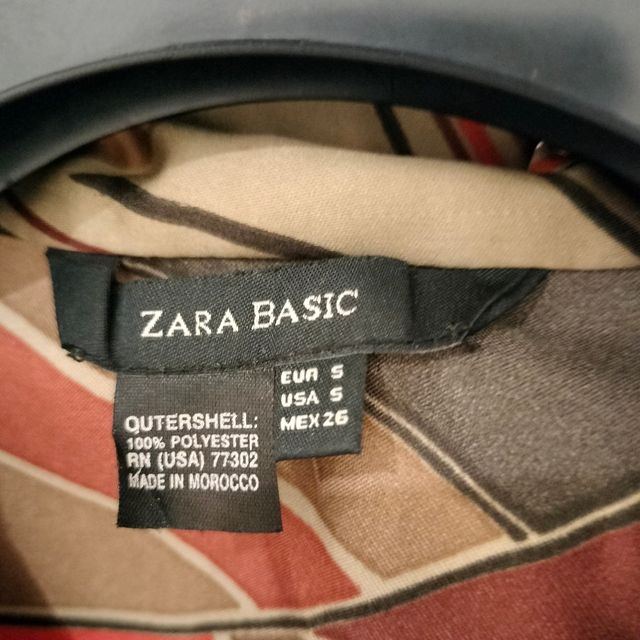 ZARA BASIC
EUR S
USA S
MEX 26
OUTERSHELL:
100% POLYESTER
RN (USA) 77302
MADE IN MOROCCO